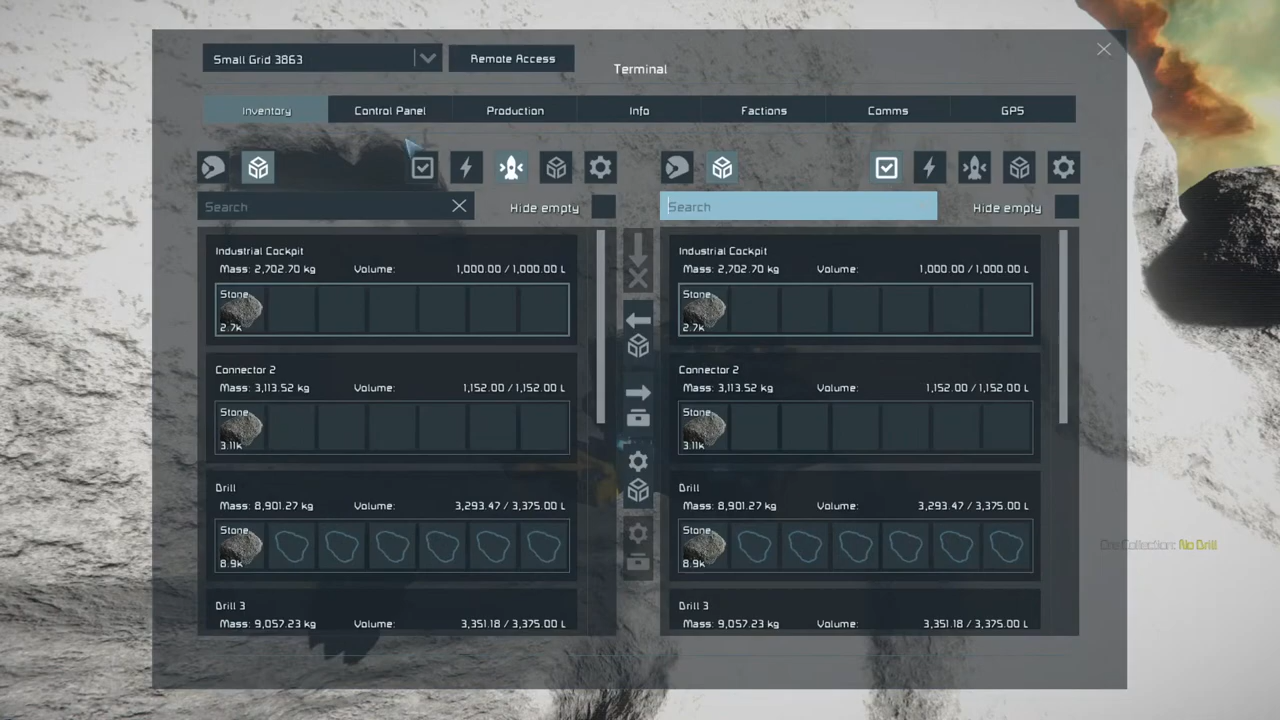 Small Grid 3863
Remote Access
Terminal
Inventory
Control Panel
Production
Info
Factions
Comms
GPS
Search
Hide empty
Search
Hide empty
Industrial Cockpit
Mass: 2,702.70 kg Volume: 1,000.00 / 1,000.00 L
Stone
2.7k
Connector 2
Mass: 3,113.52 kg Volume: 1,152.00 / 1,152.00 L
Stone
3.11k
Drill
Mass: 8,901.27 kg Volume: 3,293.47 / 3,375.00 L
Stone
8.9k
Drill 3
Mass: 9,057.23 kg Volume: 3,351.18 / 3,375.00 L
Industrial Cockpit
Mass: 2,702.70 kg Volume: 1,000.00 / 1,000.00 L
Stone
2.7k
Connector 2
Mass: 3,113.52 kg Volume: 1,152.00 / 1,152.00 L
Stone
3.11k
Drill
Mass: 8,901.27 kg Volume: 3,293.47 / 3,375.00 L
Stone
8.9k
Drill 3
Mass: 9,057.23 kg Volume: 3,351.18 / 3,375.00 L
Collection: No Drill